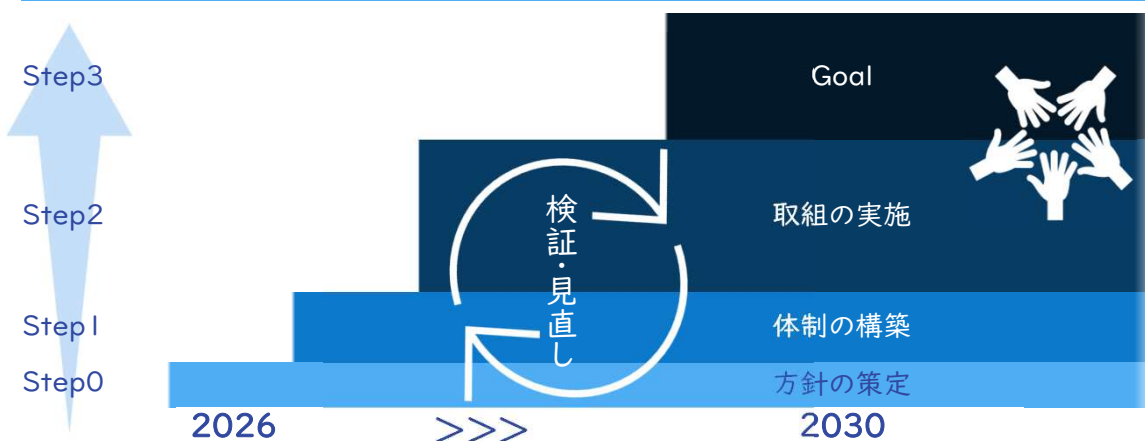 Step3
Goal
Step2
取組の実施
検証・見直し
Step1
体制の構築
Step0
方針の策定
2026
>>>
2030